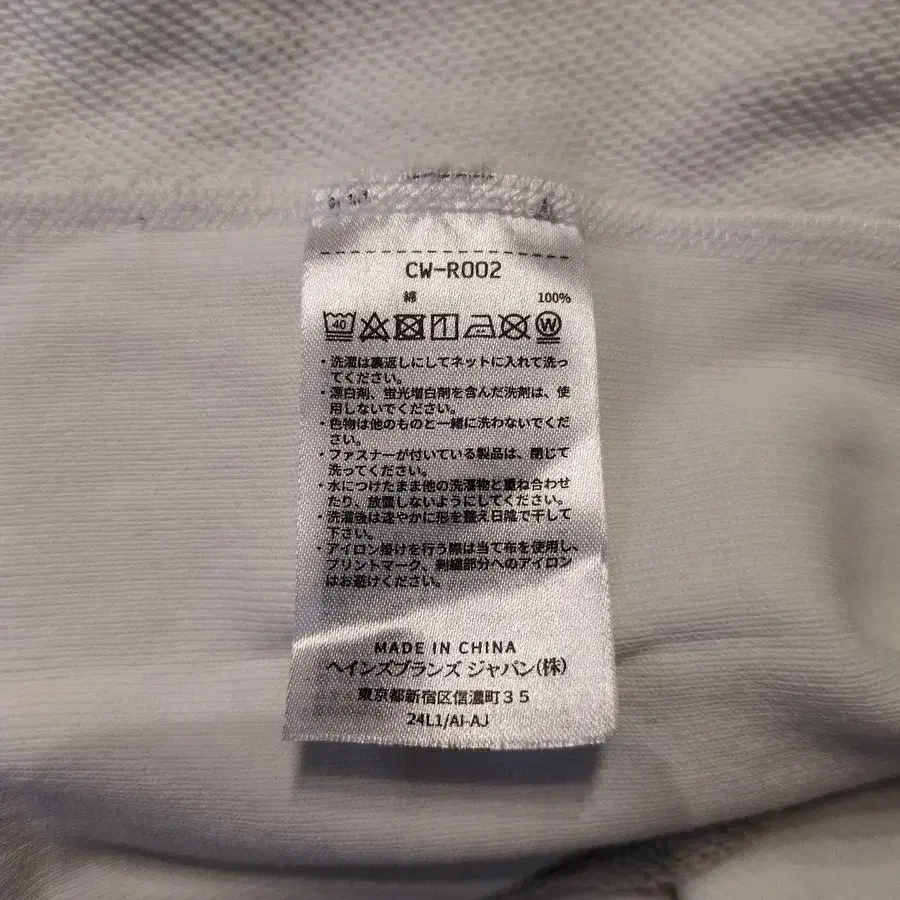 CW-R002
綿 100%
40
・洗濯は裏返しにしてネットに入れて洗っ
てください。
・漂白剤、蛍光増白剤を含んだ洗剤は、使
用しないでください。
・色物は他のものと一緒に洗わないでくだ
さい。
・ファスナーが付いている製品は、閉じて
洗ってください。
・水につけたまま他の洗濯物と重ね合わせ
たり、放置しないようにしてください。
・洗濯後は速やかに形を整え日陰で干して
下さい。
・アイロン掛けを行う際は当て布を使用し、
プリントマーク、刺繍部分へのアイロン
はお避けください。
MADE IN CHINA
ヘインズブランズ ジャパン(株)
東京都新宿区信濃町35
24L1/AI-AJ